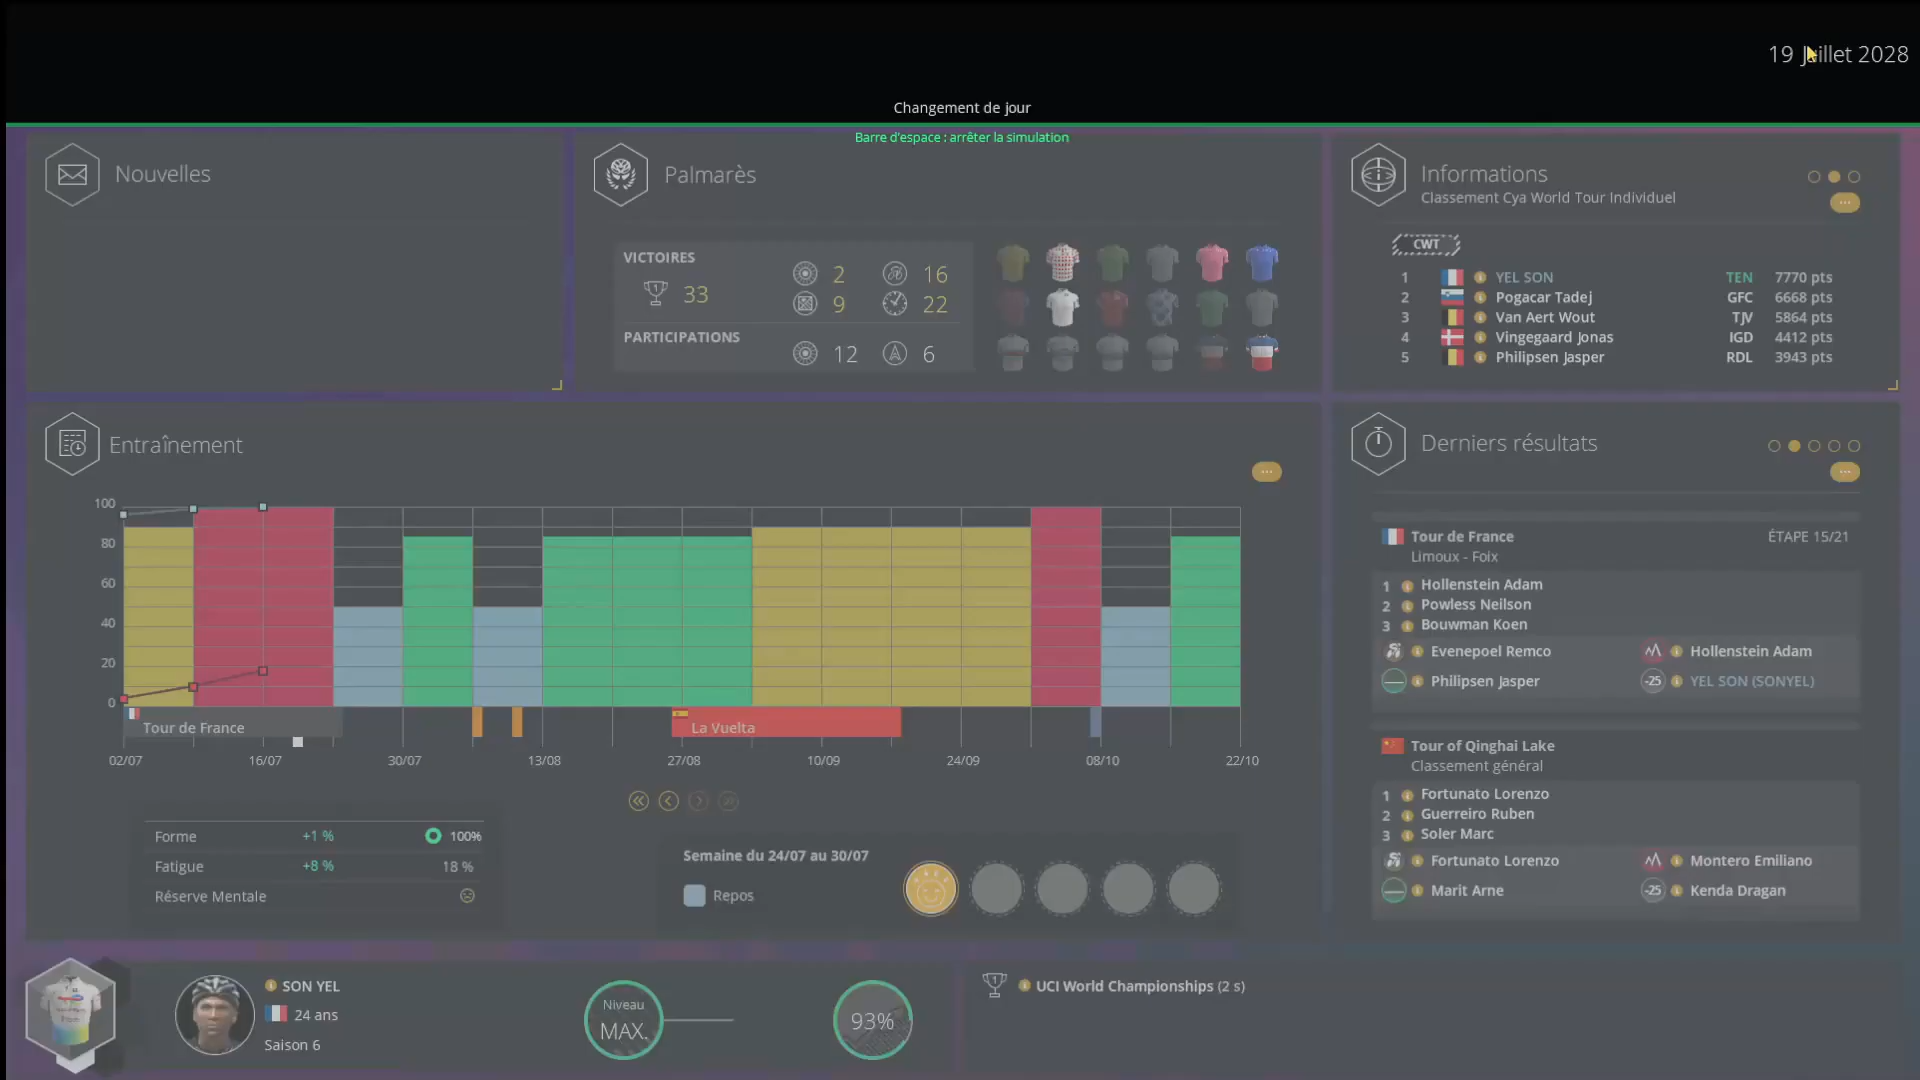 19 Juillet 2028
Changement de jour
Barre d'espace : arrêter la simulation
Nouvelles
Palmarès
VICTOIRES
33
2
16
9
22
PARTICIPATIONS
12
6
Informations
Classement Cya World Tour Individuel
CWT
1 YEL SON TEN 7770 pts
2 Pogacar Tadej GFC 6668 pts
3 Van Aert Wout TJV 5864 pts
4 Vingegaard Jonas IGD 4412 pts
5 Philipsen Jasper RDL 3943 pts
Entraînement
100
80
60
40
20
0
Tour de France
La Vuelta
02/07 16/07 30/07 13/08 27/08 10/09 24/09 08/10 22/10
Forme +1 % 100%
Fatigue +8 % 18 %
Réserve Mentale
Semaine du 24/07 au 30/07
Repos
Derniers résultats
Tour de France ÉTAPE 15/21
Limoux - Foix
1 Hollenstein Adam
2 Powless Neilson
3 Bouwman Koen
Evenepoel Remco Hollenstein Adam
Philipsen Jasper -25 YEL SON (SONYEL)
Tour of Qinghai Lake
Classement général
1 Fortunato Lorenzo
2 Guerreiro Ruben
3 Soler Marc
Fortunato Lorenzo Montero Emiliano
Marit Arne -25 Kenda Dragan
SON YEL
24 ans
Saison 6
Niveau
MAX.
93%
UCI World Championships (2 s)